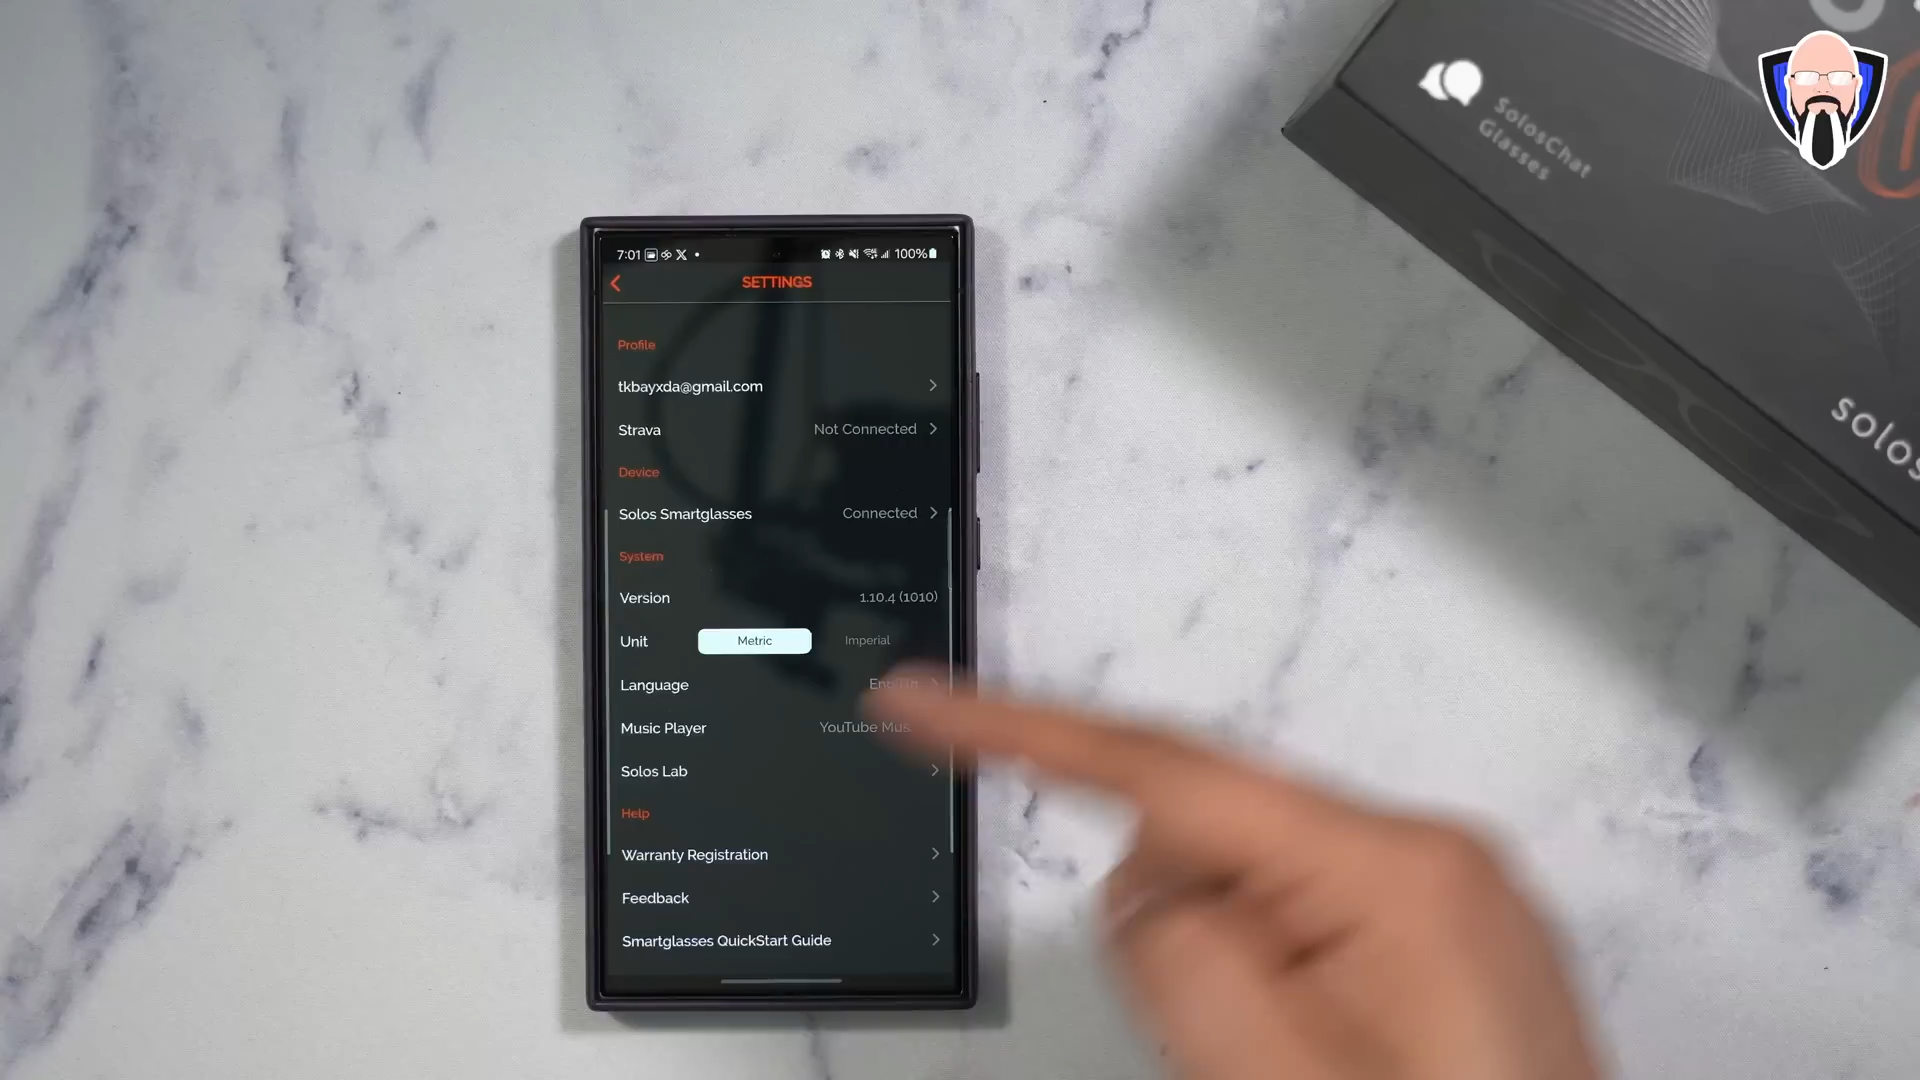 SolosChat
Glasses
solos
7:01 100%
SETTINGS
Profile
tkbayxda@gmail.com
Strava Not Connected
Device
Solos Smartglasses Connected
System
Version 1.10.4 (1010)
Unit Metric Imperial
Language
Music Player YouTube
Solos Lab
Help
Warranty Registration
Feedback
Smartglasses QuickStart Guide